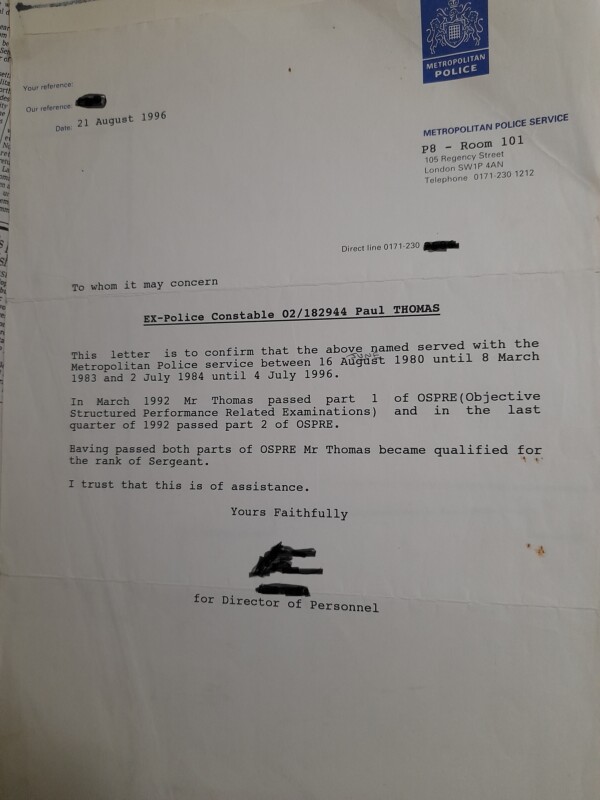 METROPOLITAN
POLICE
Your reference:
Our reference:
Date: 21 August 1996
METROPOLITAN POLICE SERVICE
P8 - Room 101
105 Regency Street
London SW1P 4AN
Telephone 0171-230 1212
Direct line 0171-230
To whom it may concern
EX-Police Constable 02/182944 Paul THOMAS
This letter is to confirm that the above named served with the
Metropolitan Police service between 16 August 1980 until 8 March
1983 and 2 July 1984 until 4 July 1996.
In March 1992 Mr Thomas passed part 1 of OSPRE(Objective
Structured Performance Related Examinations) and in the last
quarter of 1992 passed part 2 of OSPRE.
Having passed both parts of OSPRE Mr Thomas became qualified for
the rank of Sergeant.
I trust that this is of assistance.
Yours Faithfully
for Director of Personnel